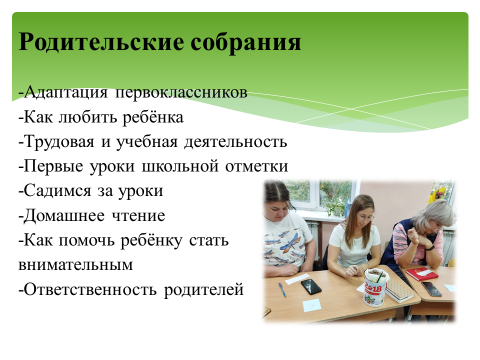 Родительские собрания
-Адаптация первоклассников
-Как любить ребёнка
-Трудовая и учебная деятельность
-Первые уроки школьной отметки
-Садимся за уроки
-Домашнее чтение
-Как помочь ребёнку стать
внимательным
-Ответственность родителей